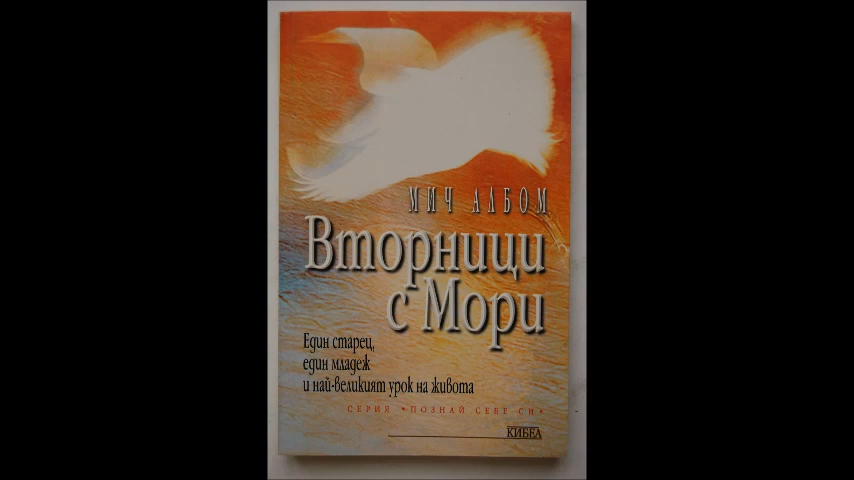 МИЧ АЛБОМ
Вторници
с Мори
Един старец,
един младеж
и най-великият урок на живота
СЕРИЯ •ПОЗНАЙ СЕБЕ СИ•
КИБЕА